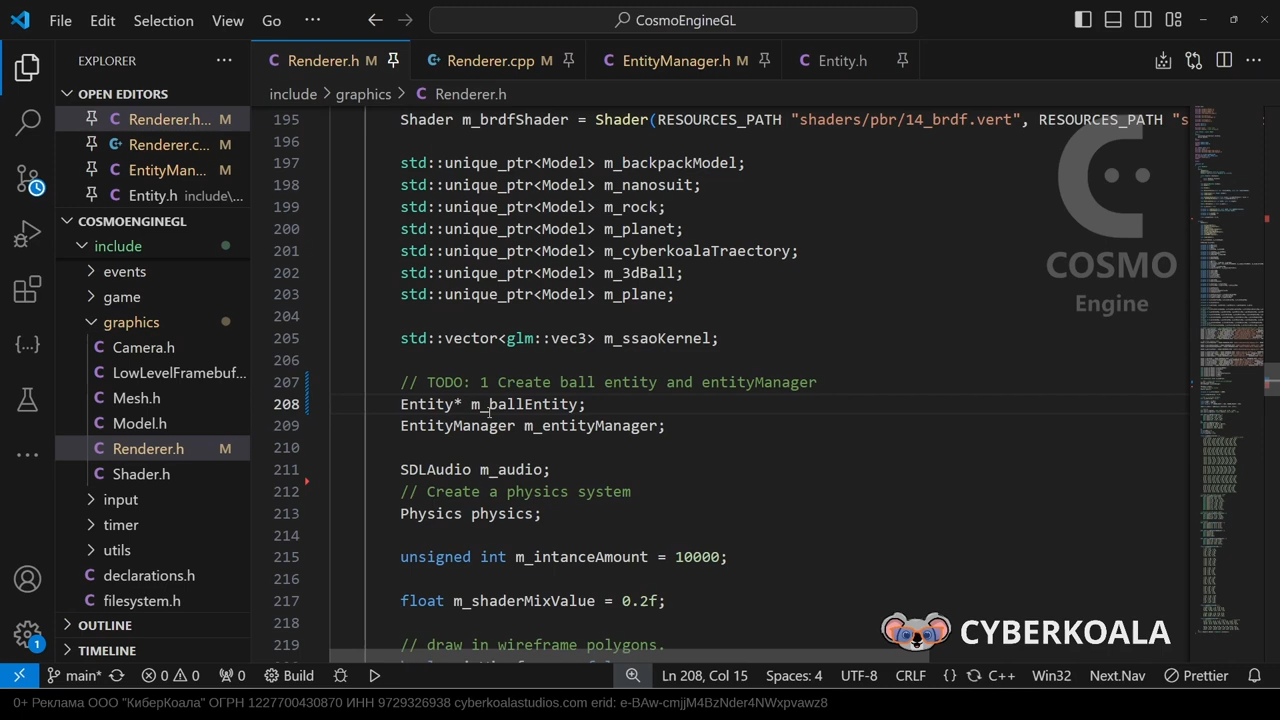 File Edit Selection View Go ··· CosmoEngineGL
EXPLORER ···
Renderer.h M Renderer.cpp M EntityManager.h M Entity.h ···
OPEN EDITORS
include > graphics > Renderer.h
Renderer.h... M
Renderer.c... M
EntityMan... M
Entity.h include\...
COSMOENGINEGL
include
events
game
graphics
Camera.h
LowLevelFramebuf...
Mesh.h
Model.h
Renderer.h M
Shader.h
input
timer
utils
declarations.h
filesystem.h
OUTLINE
TIMELINE
195 Shader m_brdfShader = Shader(RESOURCES_PATH "shaders/pbr/14_brdf.vert", RESOURCES_PATH "s
196
197 std::unique_ptr<Model> m_backpackModel;
198 std::unique_ptr<Model> m_nanosuit;
199 std::unique_ptr<Model> m_rock;
200 std::unique_ptr<Model> m_planet;
201 std::unique_ptr<Model> m_cyberkoalaTraectory;
202 std::unique_ptr<Model> m_3dBall;
203 std::unique_ptr<Model> m_plane;
204
205 std::vector<glm::vec3> m_ssaoKernel;
206
207 // TODO: 1 Create ball entity and entityManager
208 Entity* m_ballEntity;
209 EntityManager m_entityManager;
210
211 SDLAudio m_audio;
212 // Create a physics system
213 Physics physics;
214
215 unsigned int m_intanceAmount = 10000;
216
217 float m_shaderMixValue = 0.2f;
218
219 // draw in wireframe polygons.
COSMO
Engine
CYBERKOALA
1
main* 0 0 0 Build Ln 208, Col 15 Spaces: 4 UTF-8 CRLF {} C++ Win32 Next.Nav Prettier
0+ Реклама ООО "КиберКоала" ОГРН 1227700430870 ИНН 9729326938 cyberkoalastudios.com erid: e-BAw-cmjjM4BzNder4NWxpvawz8